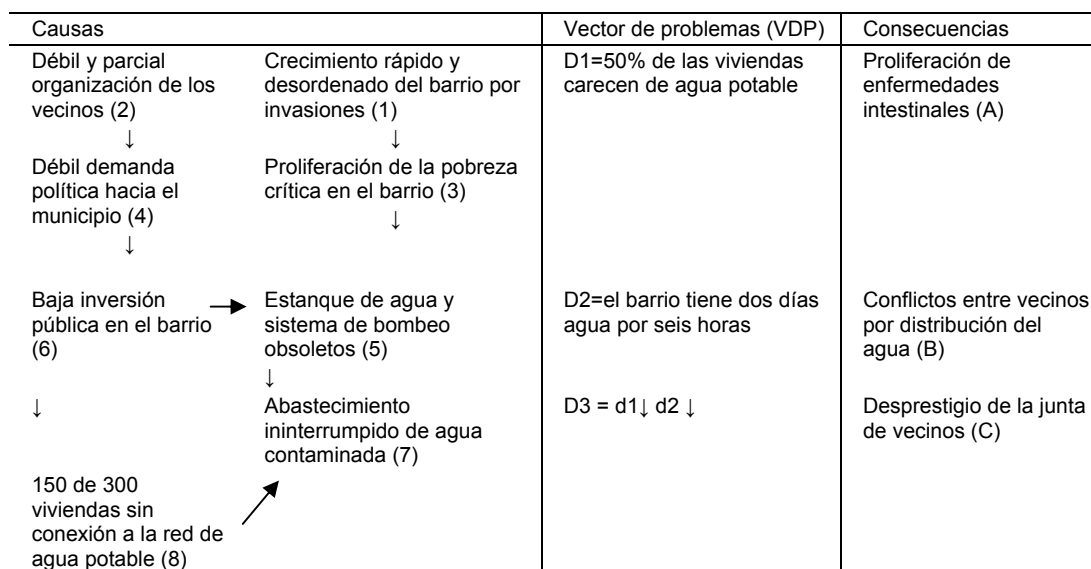 Causas
Vector de problemas (VDP)
Consecuencias
Débil y parcial
organización de los
vecinos (2)
↓
Débil demanda
política hacia el
municipio (4)
↓
Baja inversión
pública en el barrio
(6)
↓
150 de 300
viviendas sin
conexión a la red de
agua potable (8)
Crecimiento rápido y
desordenado del barrio por
invasiones (1)
↓
Proliferación de la pobreza
crítica en el barrio (3)
↓
Estanque de agua y
sistema de bombeo
obsoletos (5)
↓
Abastecimiento
ininterrumpido de agua
contaminada (7)
D1=50% de las viviendas
carecen de agua potable
D2=el barrio tiene dos días
agua por seis horas
D3 = d1↓ d2 ↓
Proliferación de
enfermedades
intestinales (A)
Conflictos entre vecinos
por distribución del
agua (B)
Desprestigio de la junta
de vecinos (C)